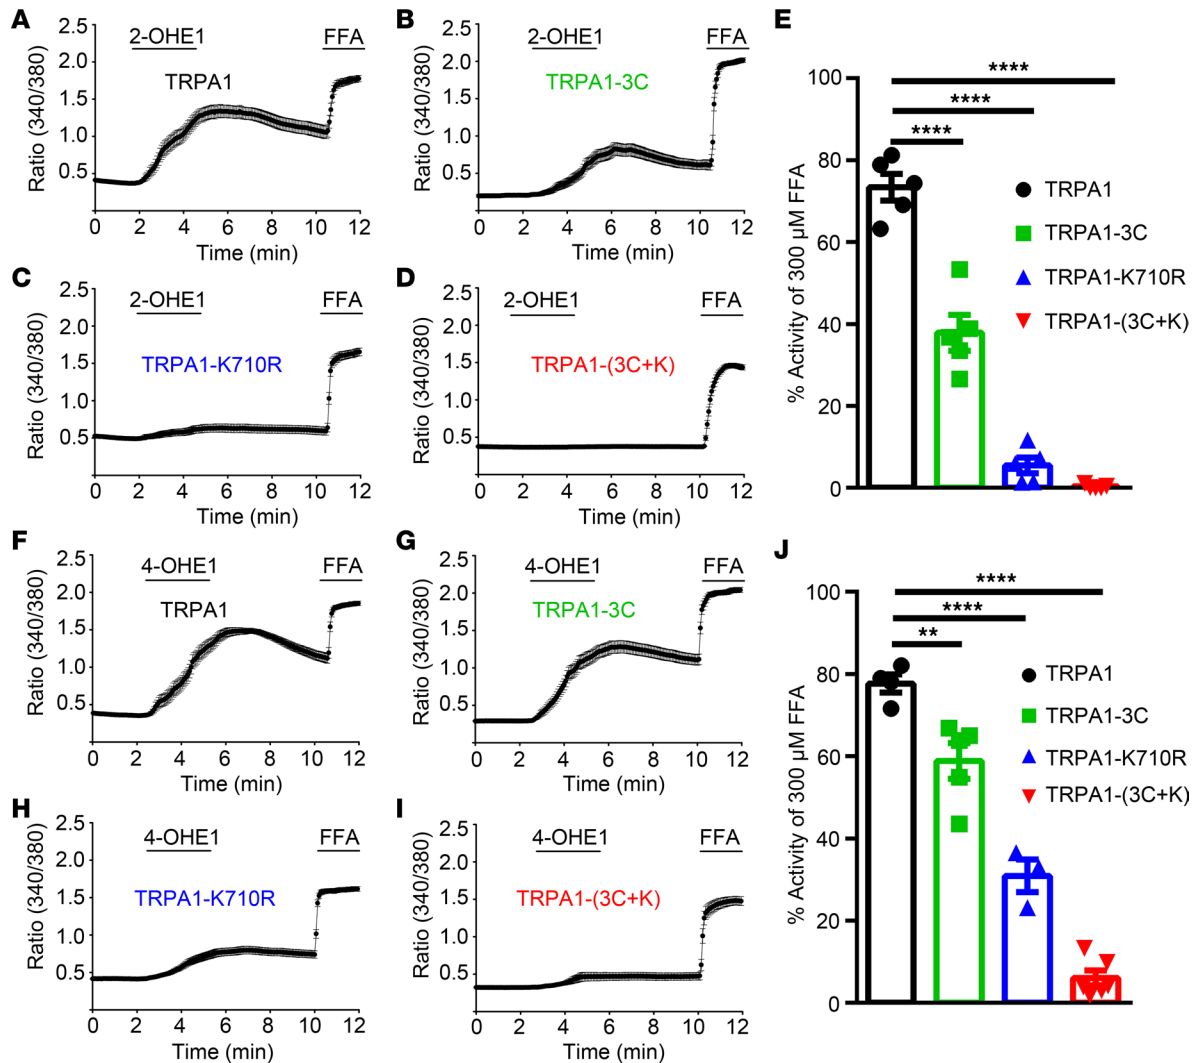 A
2-OHE1
FFA
TRPA1
Ratio (340/380)
2.5
2.0
1.5
1.0
0.5
0 2 4 6 8 10 12
Time (min)
B
2-OHE1
FFA
TRPA1-3C
Ratio (340/380)
2.5
2.0
1.5
1.0
0.5
0 2 4 6 8 10 12
Time (min)
C
2-OHE1
FFA
TRPA1-K710R
Ratio (340/380)
2.5
2.0
1.5
1.0
0.5
0 2 4 6 8 10 12
Time (min)
D
2-OHE1
FFA
TRPA1-(3C+K)
Ratio (340/380)
2.5
2.0
1.5
1.0
0.5
0 2 4 6 8 10 12
Time (min)
E
% Activity of 300 µM FFA
100
80
60
40
20
0
****
****
****
TRPA1
TRPA1-3C
TRPA1-K710R
TRPA1-(3C+K)
F
4-OHE1
FFA
TRPA1
Ratio (340/380)
2.5
2.0
1.5
1.0
0.5
0 2 4 6 8 10 12
Time (min)
G
4-OHE1
FFA
TRPA1-3C
Ratio (340/380)
2.5
2.0
1.5
1.0
0.5
0 2 4 6 8 10 12
Time (min)
H
4-OHE1
FFA
TRPA1-K710R
Ratio (340/380)
2.5
2.0
1.5
1.0
0.5
0 2 4 6 8 10 12
Time (min)
I
4-OHE1
FFA
TRPA1-(3C+K)
Ratio (340/380)
2.5
2.0
1.5
1.0
0.5
0 2 4 6 8 10 12
Time (min)
J
% Activity of 300 µM FFA
100
80
60
40
20
0
****
****
**
TRPA1
TRPA1-3C
TRPA1-K710R
TRPA1-(3C+K)